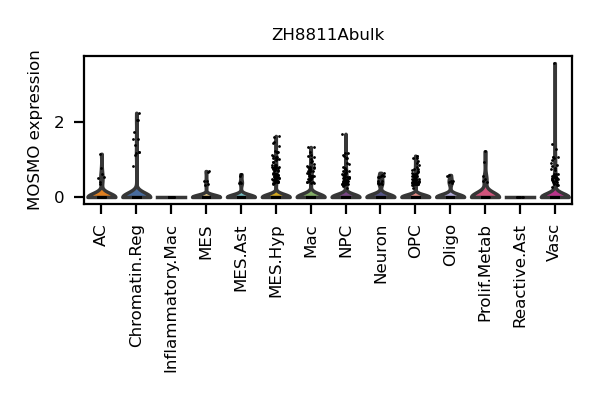 ZH8811Abulk
MOSMO expression
2
0
AC
Chromatin.Reg
Inflammatory.Mac
MES
MES.Ast
MES.Hyp
Mac
NPC
Neuron
OPC
Oligo
Prolif.Metab
Reactive.Ast
Vasc